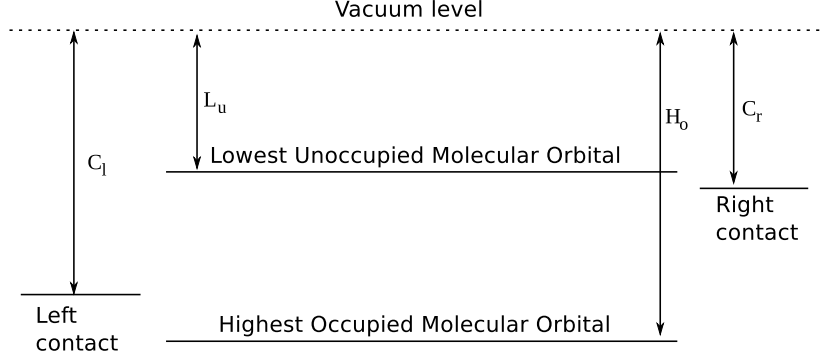 Vacuum level
Lu
Cr
Ho
Cl
Lowest Unoccupied Molecular Orbital
Right
contact
Left
contact
Highest Occupied Molecular Orbital